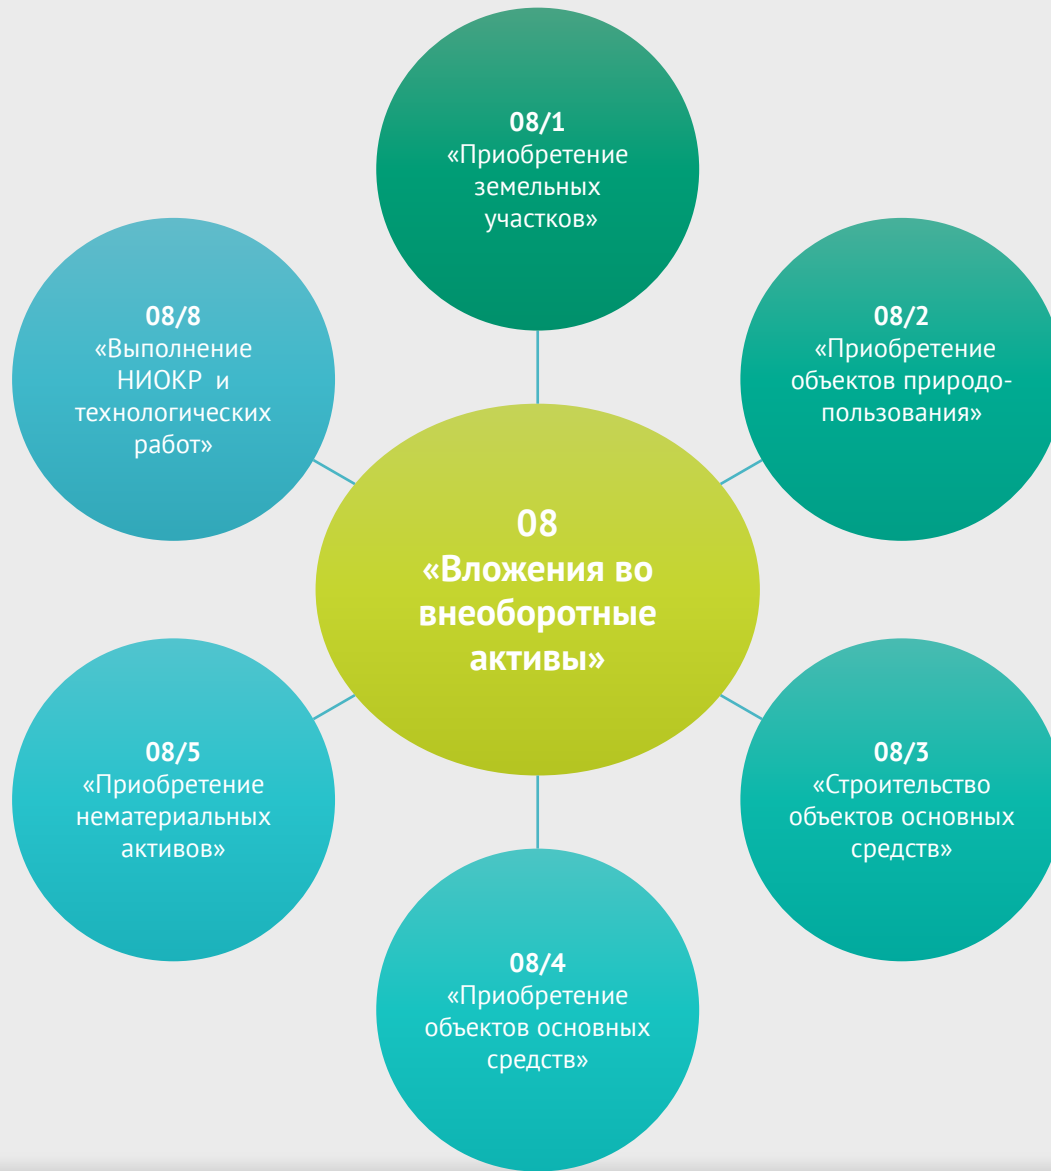 08/1
«Приобретение
земельных
участков»
08/8
«Выполнение
НИОКР и
технологических
работ»
08/2
«Приобретение
объектов природо-
пользования»
08
«Вложения во
внеоборотные
активы»
08/5
«Приобретение
нематериальных
активов»
08/3
«Строительство
объектов основных
средств»
08/4
«Приобретение
объектов основных
средств»